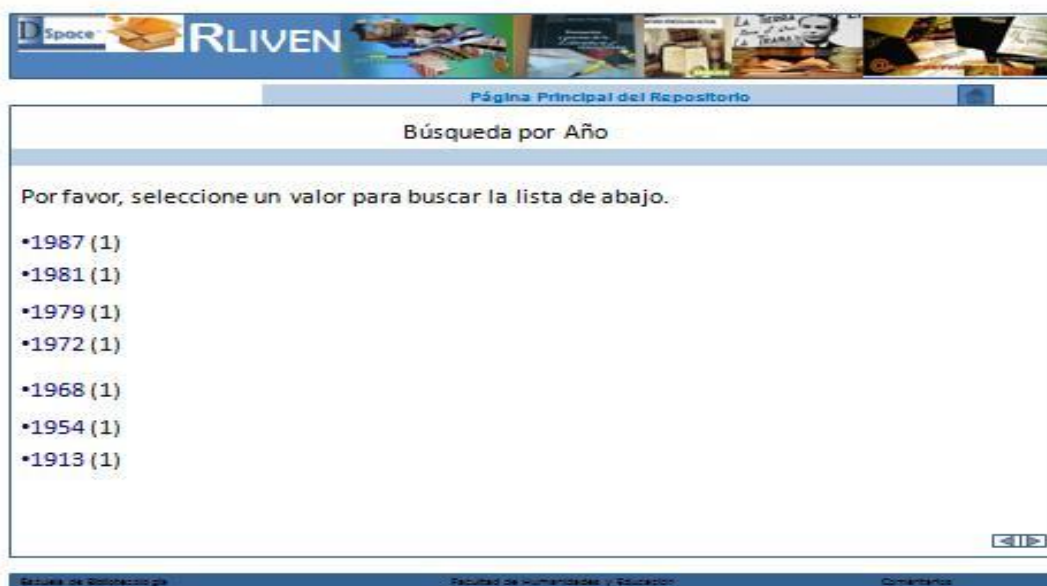 DSpace
RLIVEN
Página Principal del Repositorio
Búsqueda por Año
Por favor, seleccione un valor para buscar la lista de abajo.
•1987 (1)
•1981 (1)
•1979 (1)
•1972 (1)
•1968 (1)
•1954 (1)
•1913 (1)
Escuela de Bibliotecología Facultad de Humanidades y Educación Comentarios